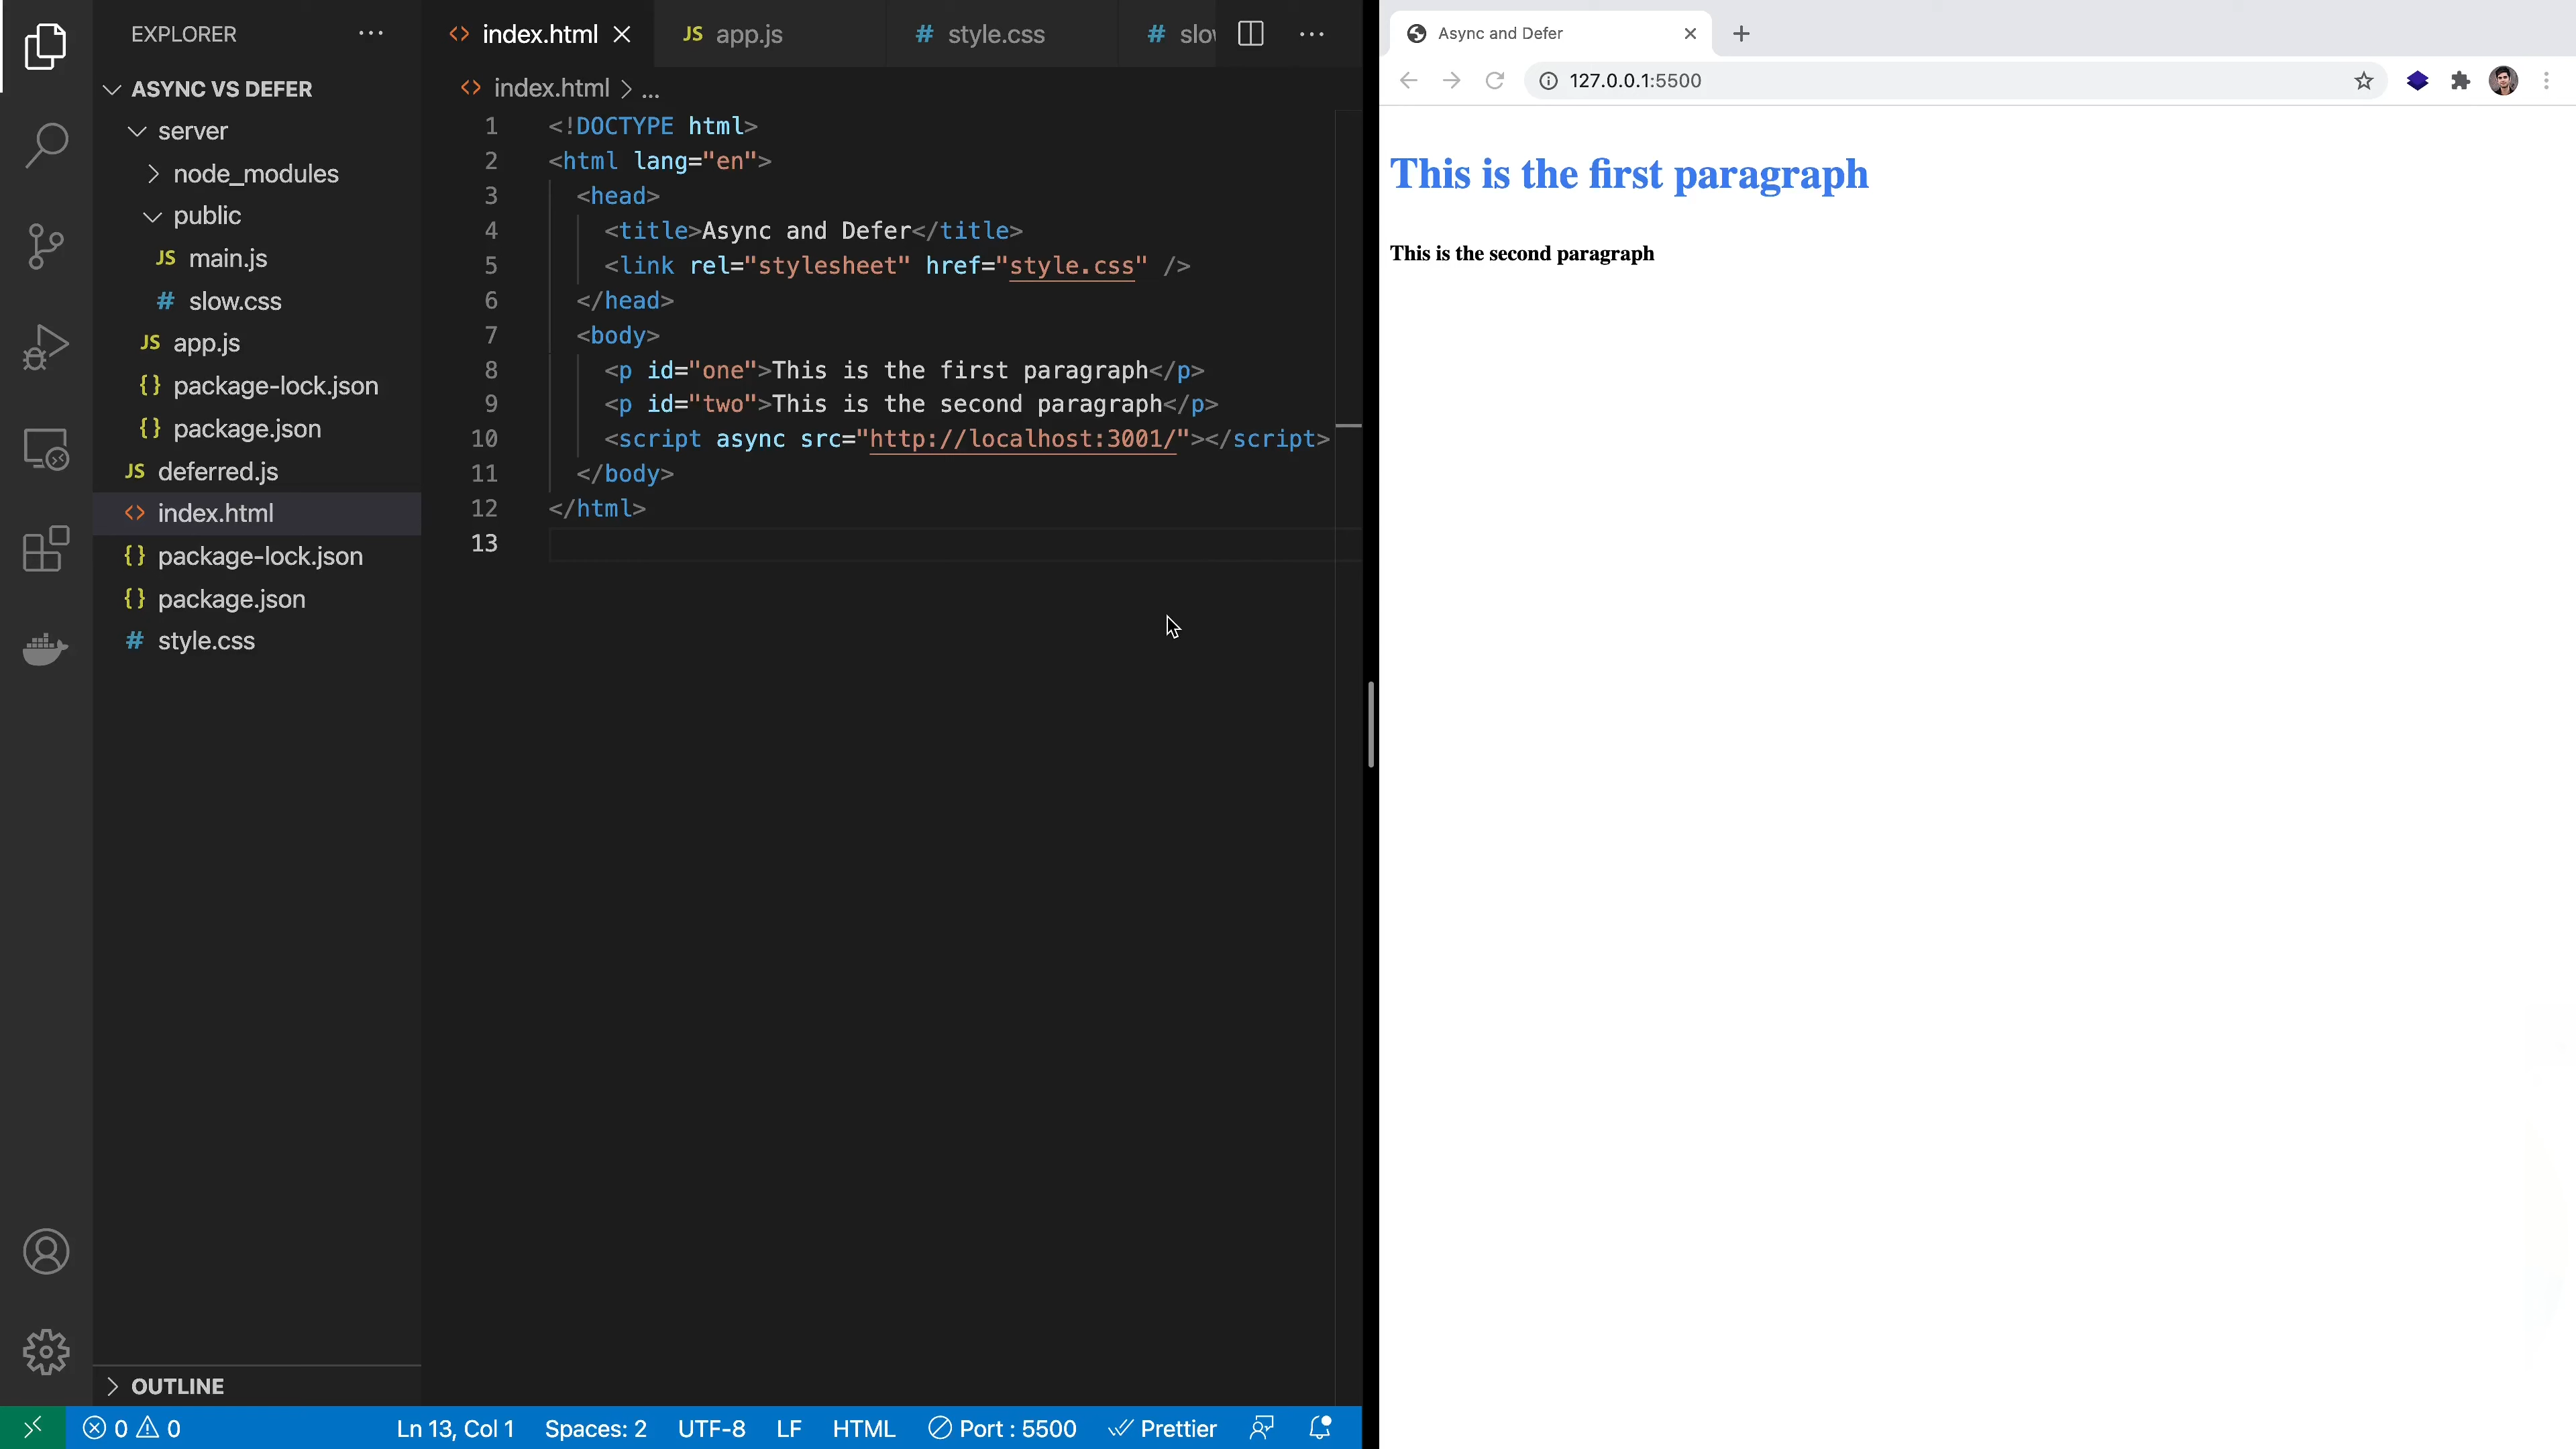 EXPLORER
ASYNC VS DEFER
server
node_modules
public
JS main.js
# slow.css
JS app.js
{} package-lock.json
{} package.json
JS deferred.js
<> index.html
{} package-lock.json
{} package.json
# style.css
OUTLINE
<> index.html
JS app.js
# style.css
# slo
<> index.html > ...
1 <!DOCTYPE html>
2 <html lang="en">
3 <head>
4 <title>Async and Defer</title>
5 <link rel="stylesheet" href="style.css" />
6 </head>
7 <body>
8 <p id="one">This is the first paragraph</p>
9 <p id="two">This is the second paragraph</p>
10 <script async src="http://localhost:3001/"></script>
11 </body>
12 </html>
13
0 0 Ln 13, Col 1 Spaces: 2 UTF-8 LF HTML Port : 5500 Prettier
Async and Defer
127.0.0.1:5500
This is the first paragraph
This is the second paragraph